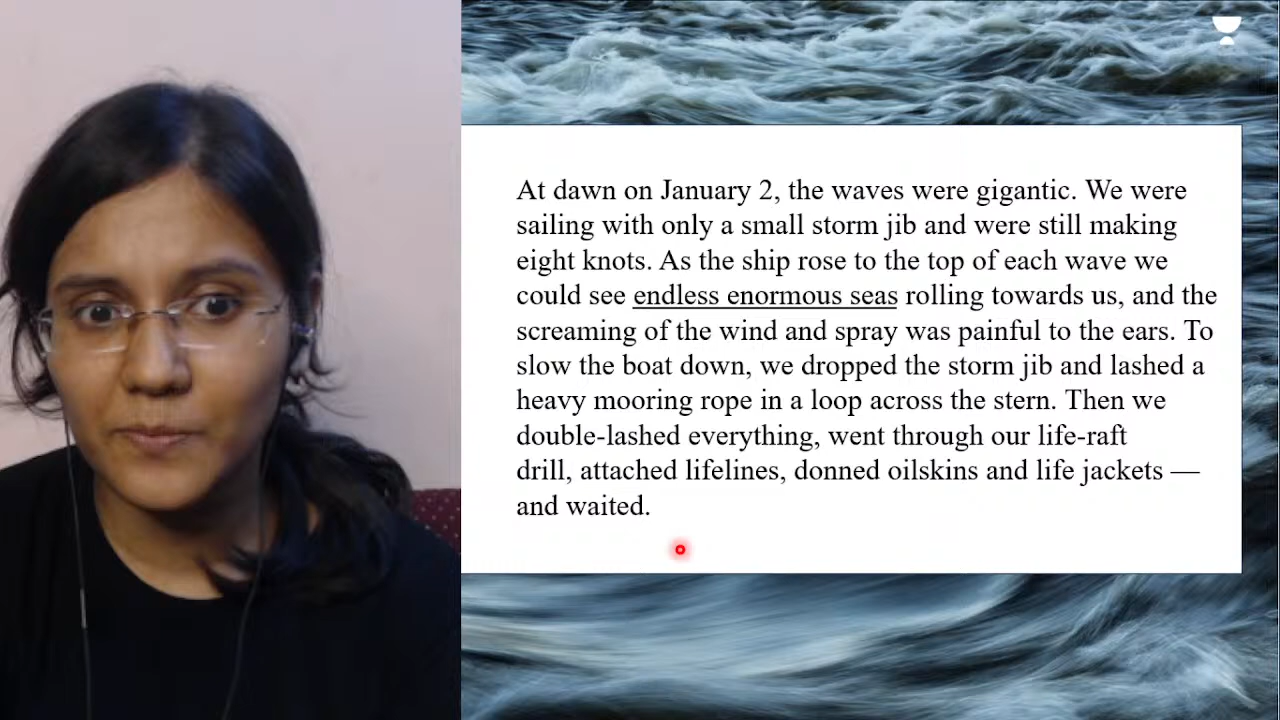 At dawn on January 2, the waves were gigantic. We were
sailing with only a small storm jib and were still making
eight knots. As the ship rose to the top of each wave we
could see endless enormous seas rolling towards us, and the
screaming of the wind and spray was painful to the ears. To
slow the boat down, we dropped the storm jib and lashed a
heavy mooring rope in a loop across the stern. Then we
double-lashed everything, went through our life-raft
drill, attached lifelines, donned oilskins and life jackets —
and waited.